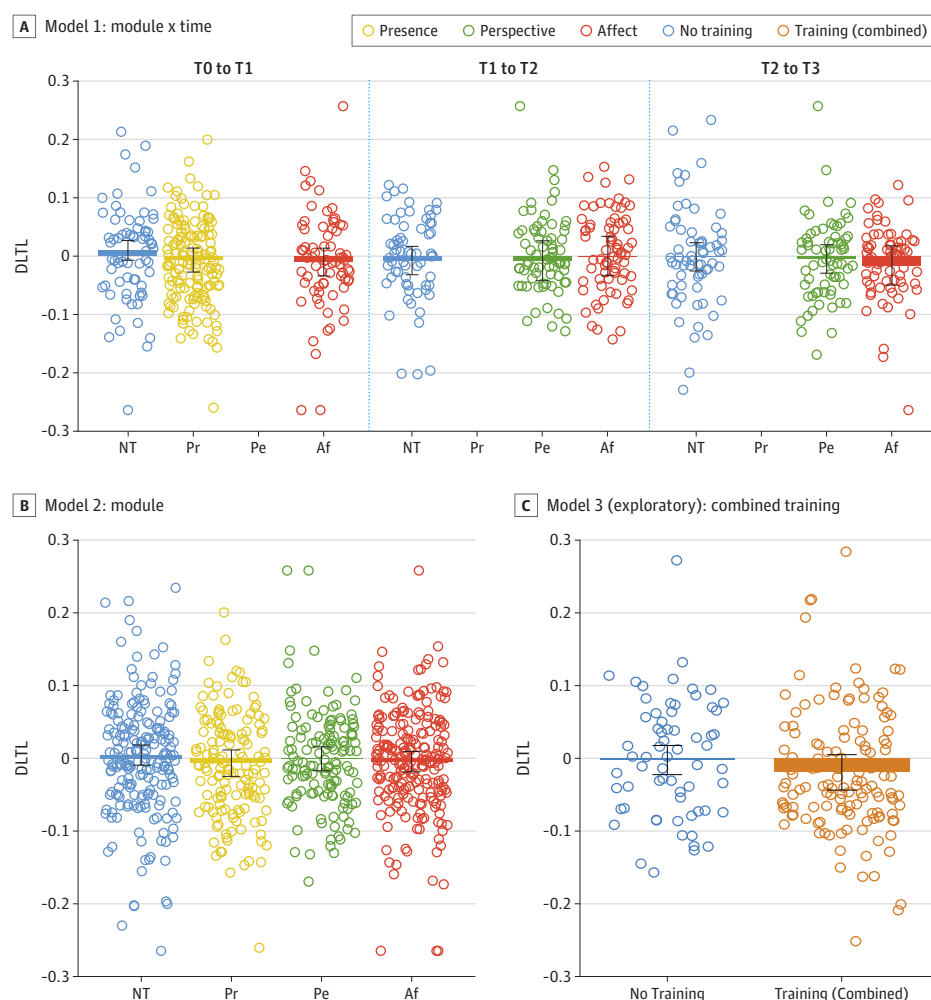 A Model 1: module x time
Presence Perspective Affect No training Training (combined)
T0 to T1 T1 to T2 T2 to T3
DLTL
0.3
0.2
0.1
0
-0.1
-0.2
-0.3
NT Pr Pe Af NT Pr Pe Af NT Pr Pe Af
B Model 2: module
DLTL
0.3
0.2
0.1
0
-0.1
-0.2
-0.3
NT Pr Pe Af
C Model 3 (exploratory): combined training
DLTL
0.3
0.2
0.1
0
-0.1
-0.2
-0.3
No Training Training (Combined)